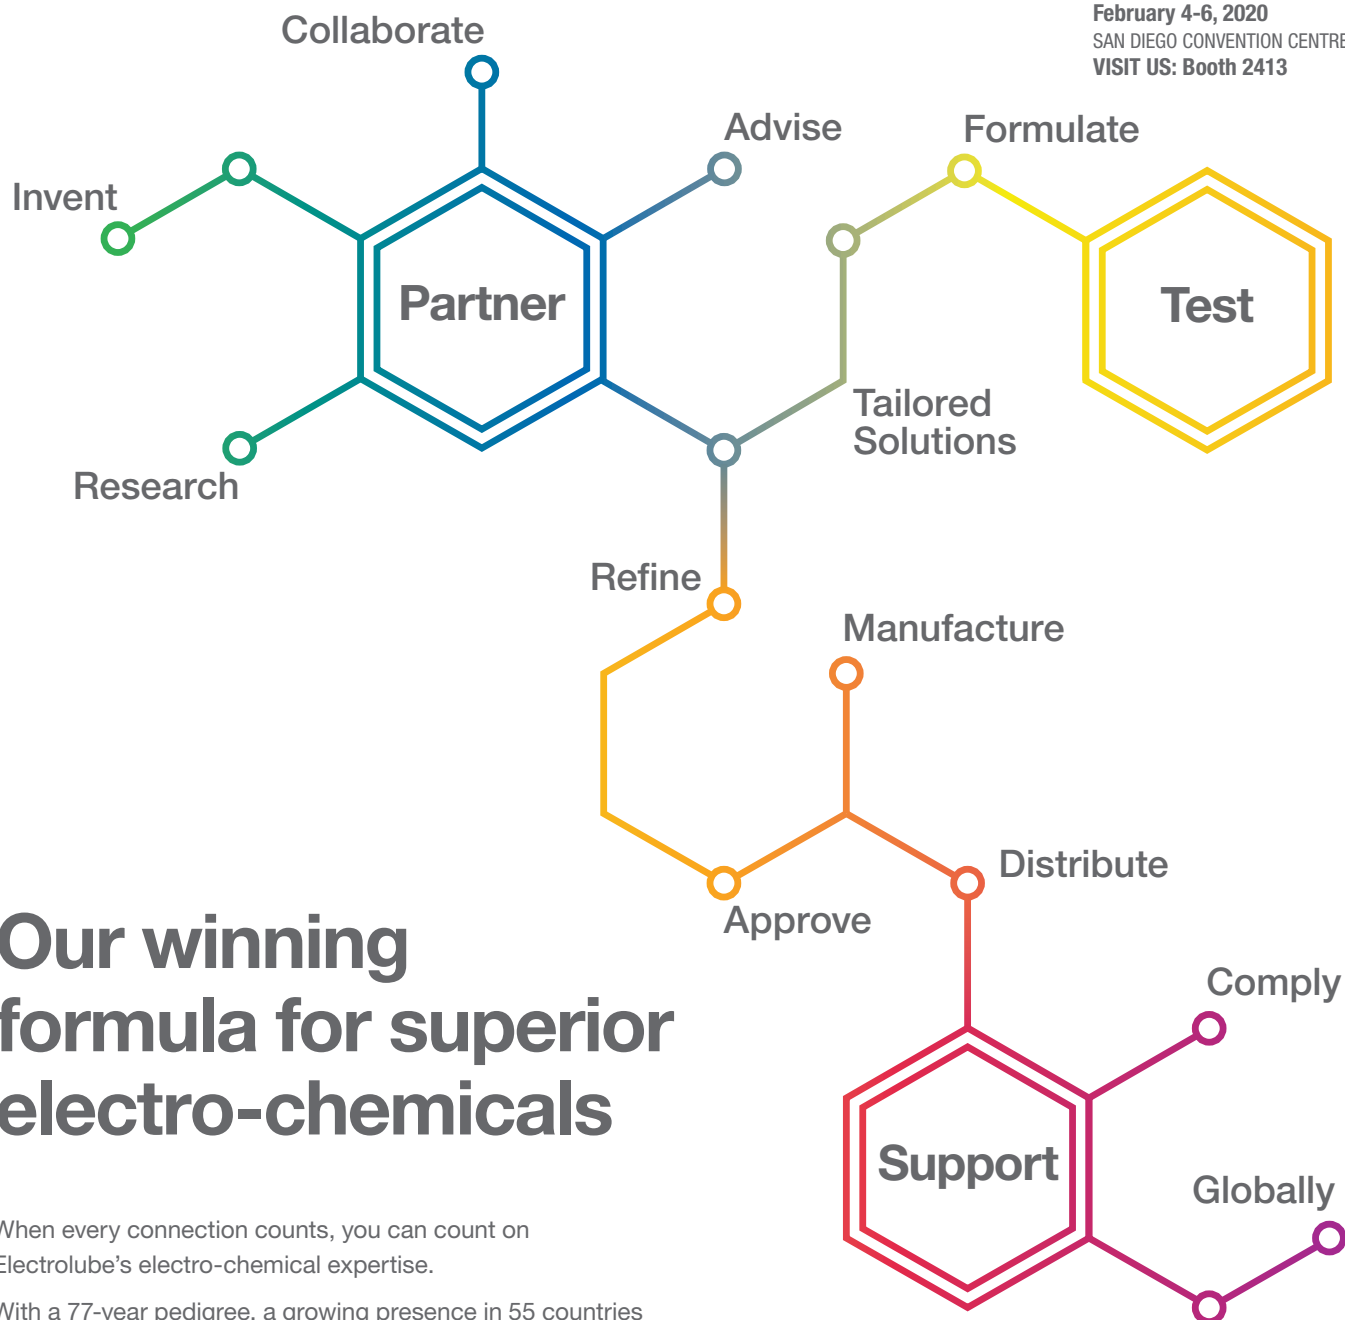 February 4-6, 2020
SAN DIEGO CONVENTION CENTRE
VISIT US: Booth 2413
Collaborate
Advise
Formulate
Invent
Partner
Test
Tailored
Solutions
Research
Refine
Manufacture
Distribute
Approve
Our winning
formula for superior
electro-chemicals
Comply
Support
Globally
When every connection counts, you can count on
Electrolube's electro-chemical expertise.
With a 77-year pedigree, a growing presence in 55 countries